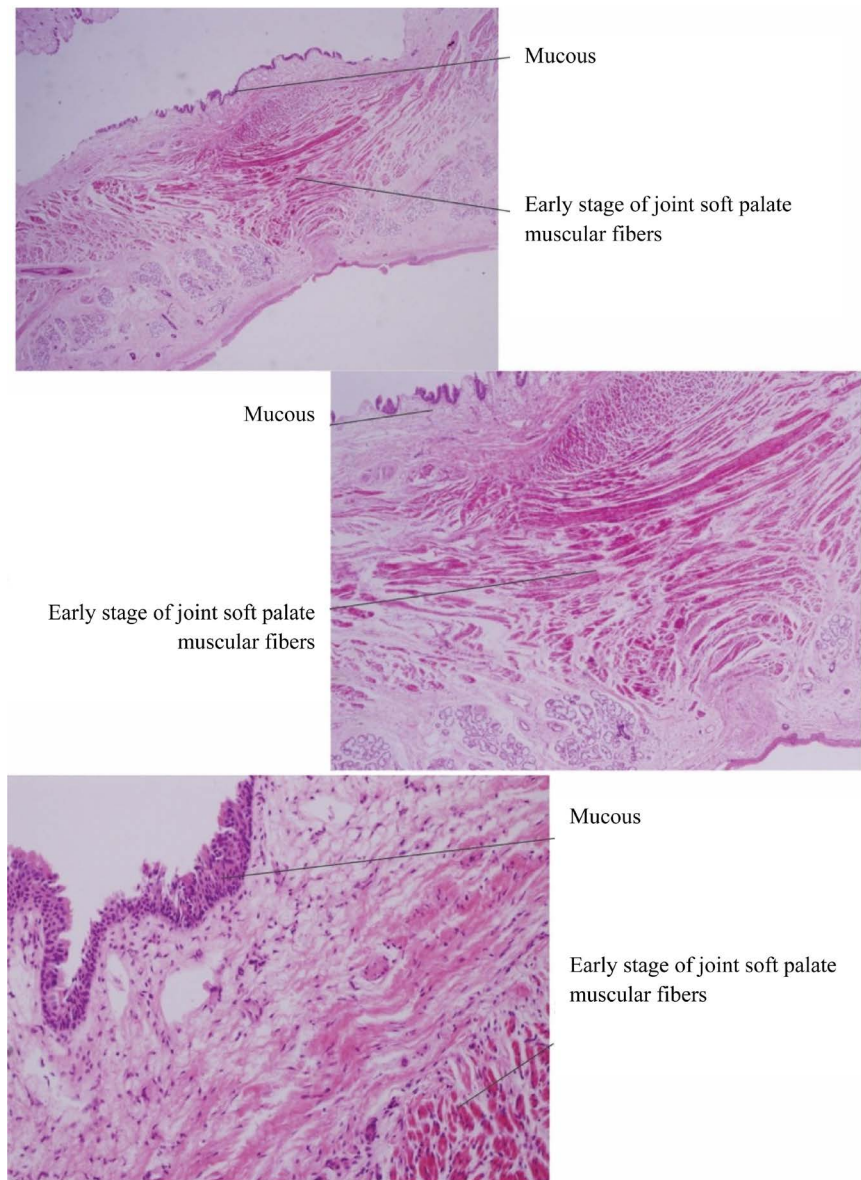 Mucous
Early stage of joint soft palate
muscular fibers
Mucous
Early stage of joint soft palate
muscular fibers
Mucous
Early stage of joint soft palate
muscular fibers